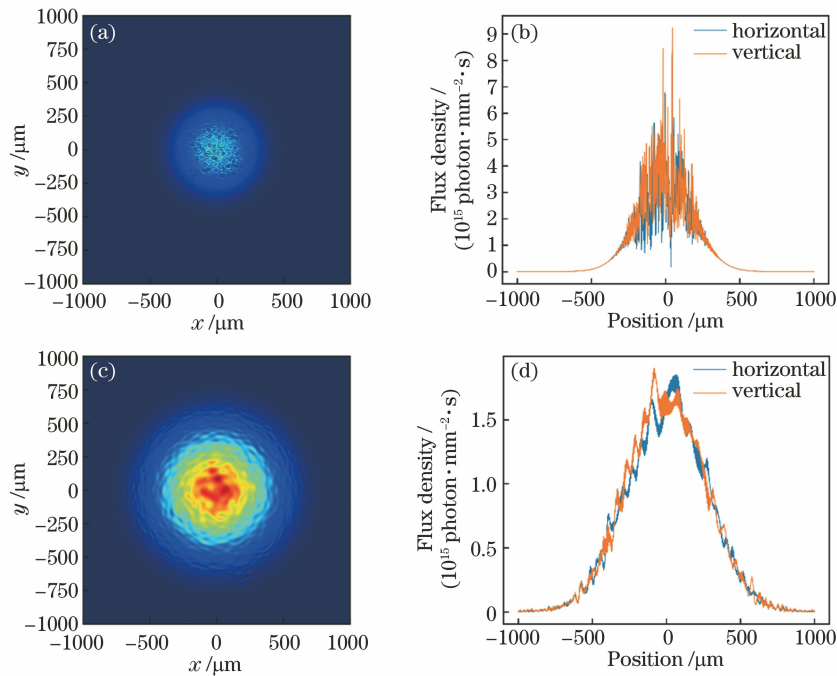 (a)
1000
750
500
250
0
−250
−500
−750
−1000
y /μm
−1000
−500
0
500
1000
x /μm
(b)
horizontal
vertical
9
8
7
6
5
4
3
2
1
0
Flux density /
(10¹⁵ photon·mm⁻²·s)
−1000
−500
0
500
1000
Position /μm
(c)
1000
750
500
250
0
−250
−500
−750
−1000
y /μm
−1000
−500
0
500
1000
x /μm
(d)
horizontal
vertical
1.5
1.0
0.5
0
Flux density /
(10¹⁵ photon·mm⁻²·s)
−1000
−500
0
500
1000
Position /μm